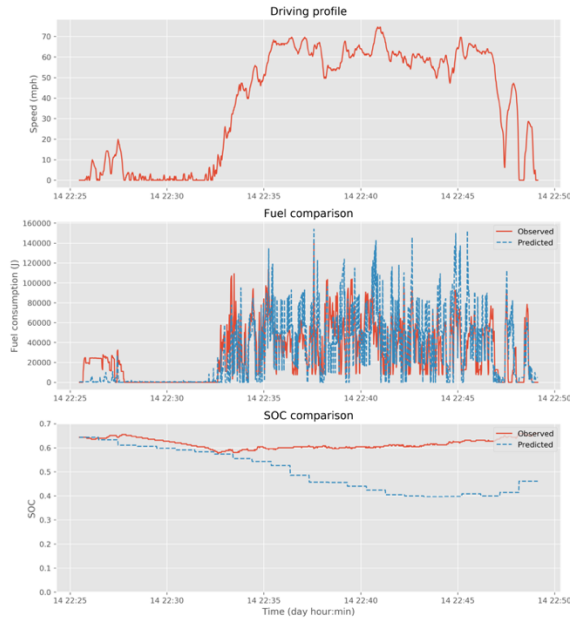 Driving profile
70
60
50
40
30
20
10
0
Speed (mph)
14 22:25 14 22:30 14 22:35 14 22:40 14 22:45 14 22:50
Fuel comparison
160000
140000
120000
100000
80000
60000
40000
20000
0
Fuel consumption (J)
Observed
Predicted
14 22:25 14 22:30 14 22:35 14 22:40 14 22:45 14 22:50
SOC comparison
0.7
0.6
0.5
0.4
0.3
0.2
0.1
0.0
SOC
Observed
Predicted
14 22:25 14 22:30 14 22:35 14 22:40 14 22:45 14 22:50
Time (day hour:min)